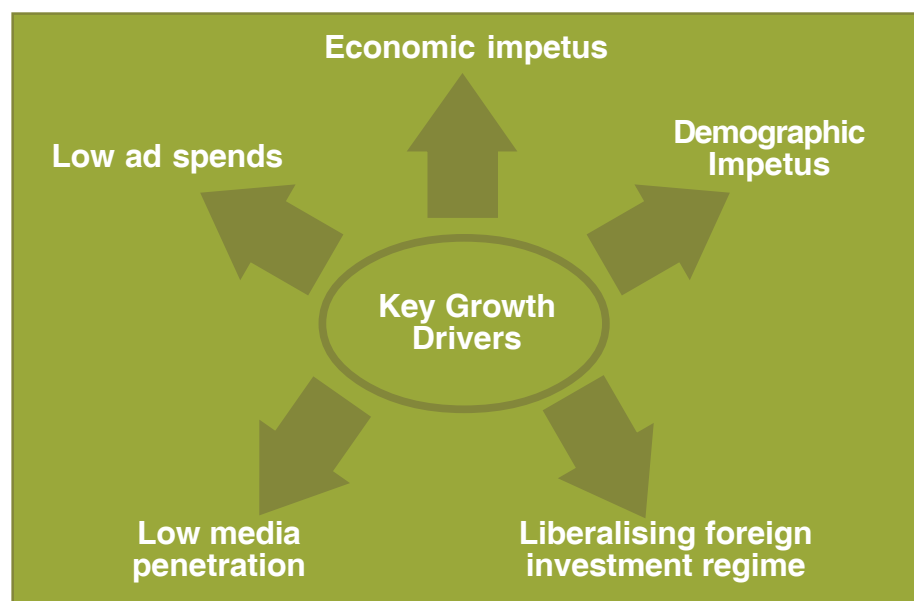 Economic impetus
Low ad spends
Demographic
Impetus
Key Growth
Drivers
Low media
penetration
Liberalising foreign
investment regime